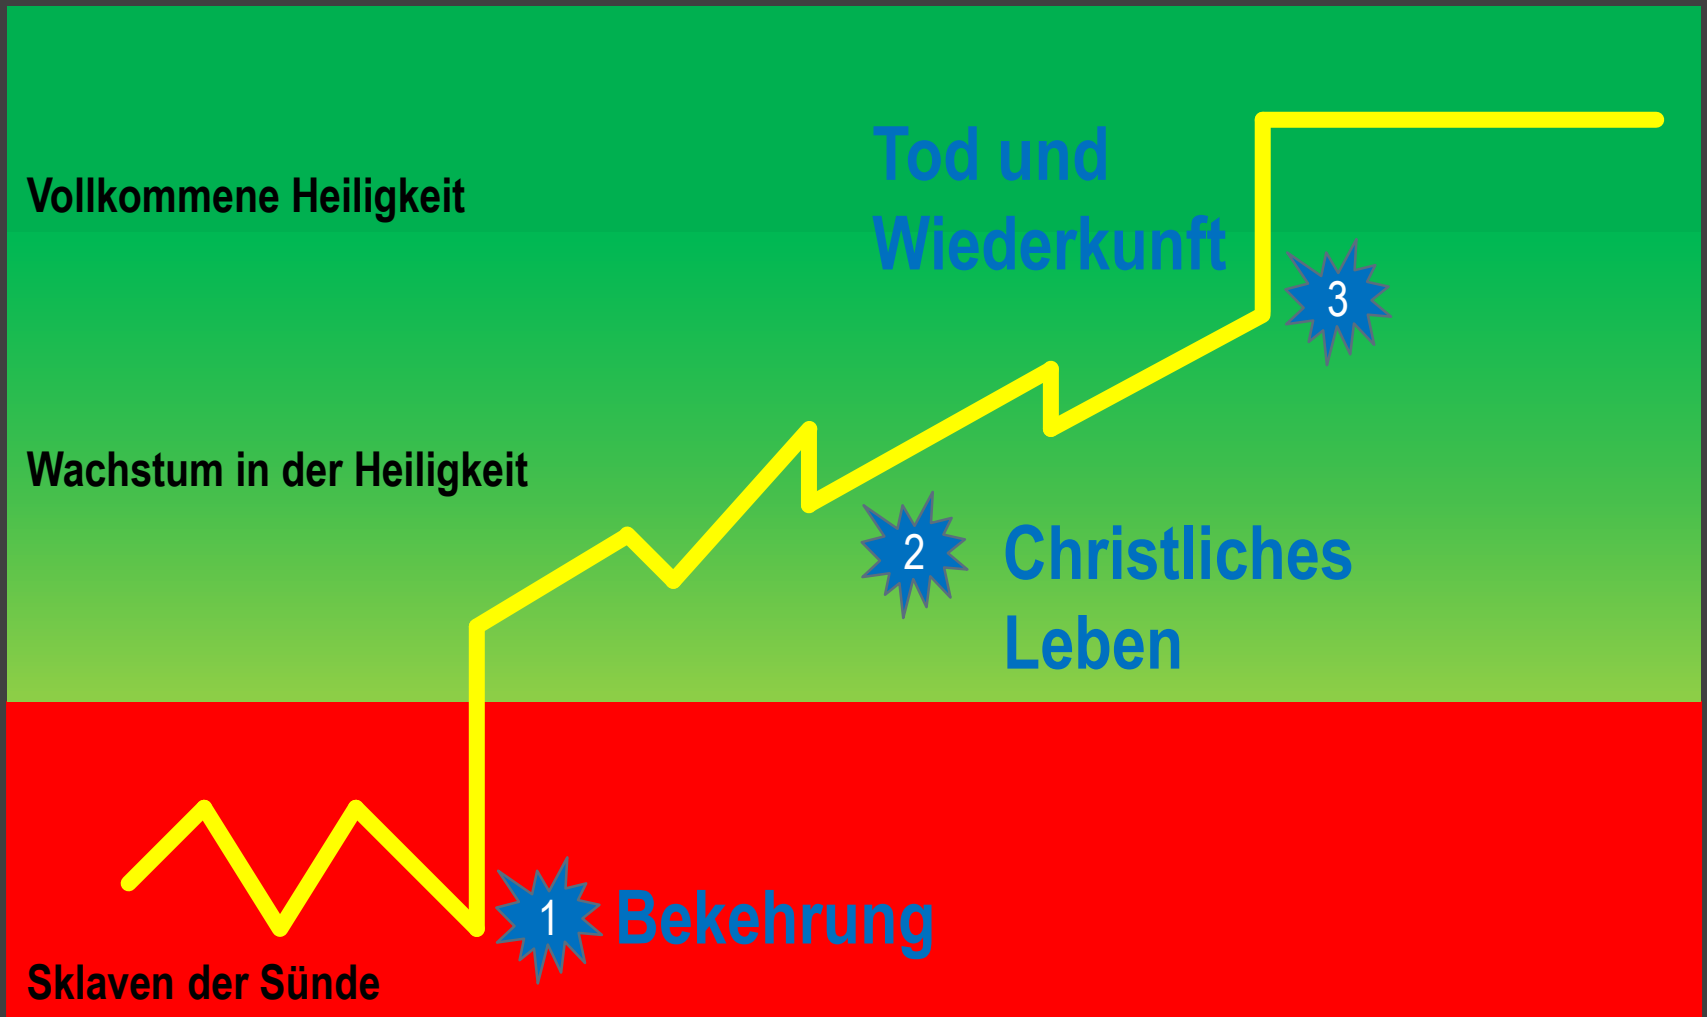 Tod und
Wiederkunft
Vollkommene Heiligkeit
3
Wachstum in der Heiligkeit
2
Christliches
Leben
1
Bekehrung
Sklaven der Sünde